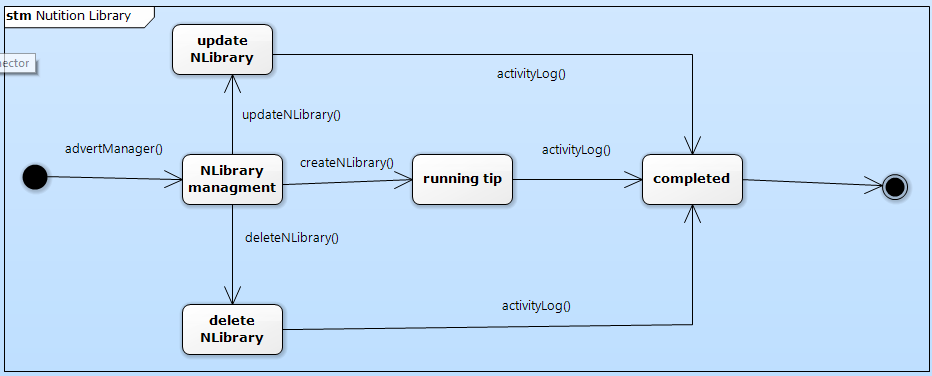 stm Nutition Library
update
NLibrary
nector
activityLog()
updateNLibrary()
advertManager()
activityLog()
createNLibrary()
NLibrary
managment
running tip
completed
deleteNLibrary()
activityLog()
delete
NLibrary